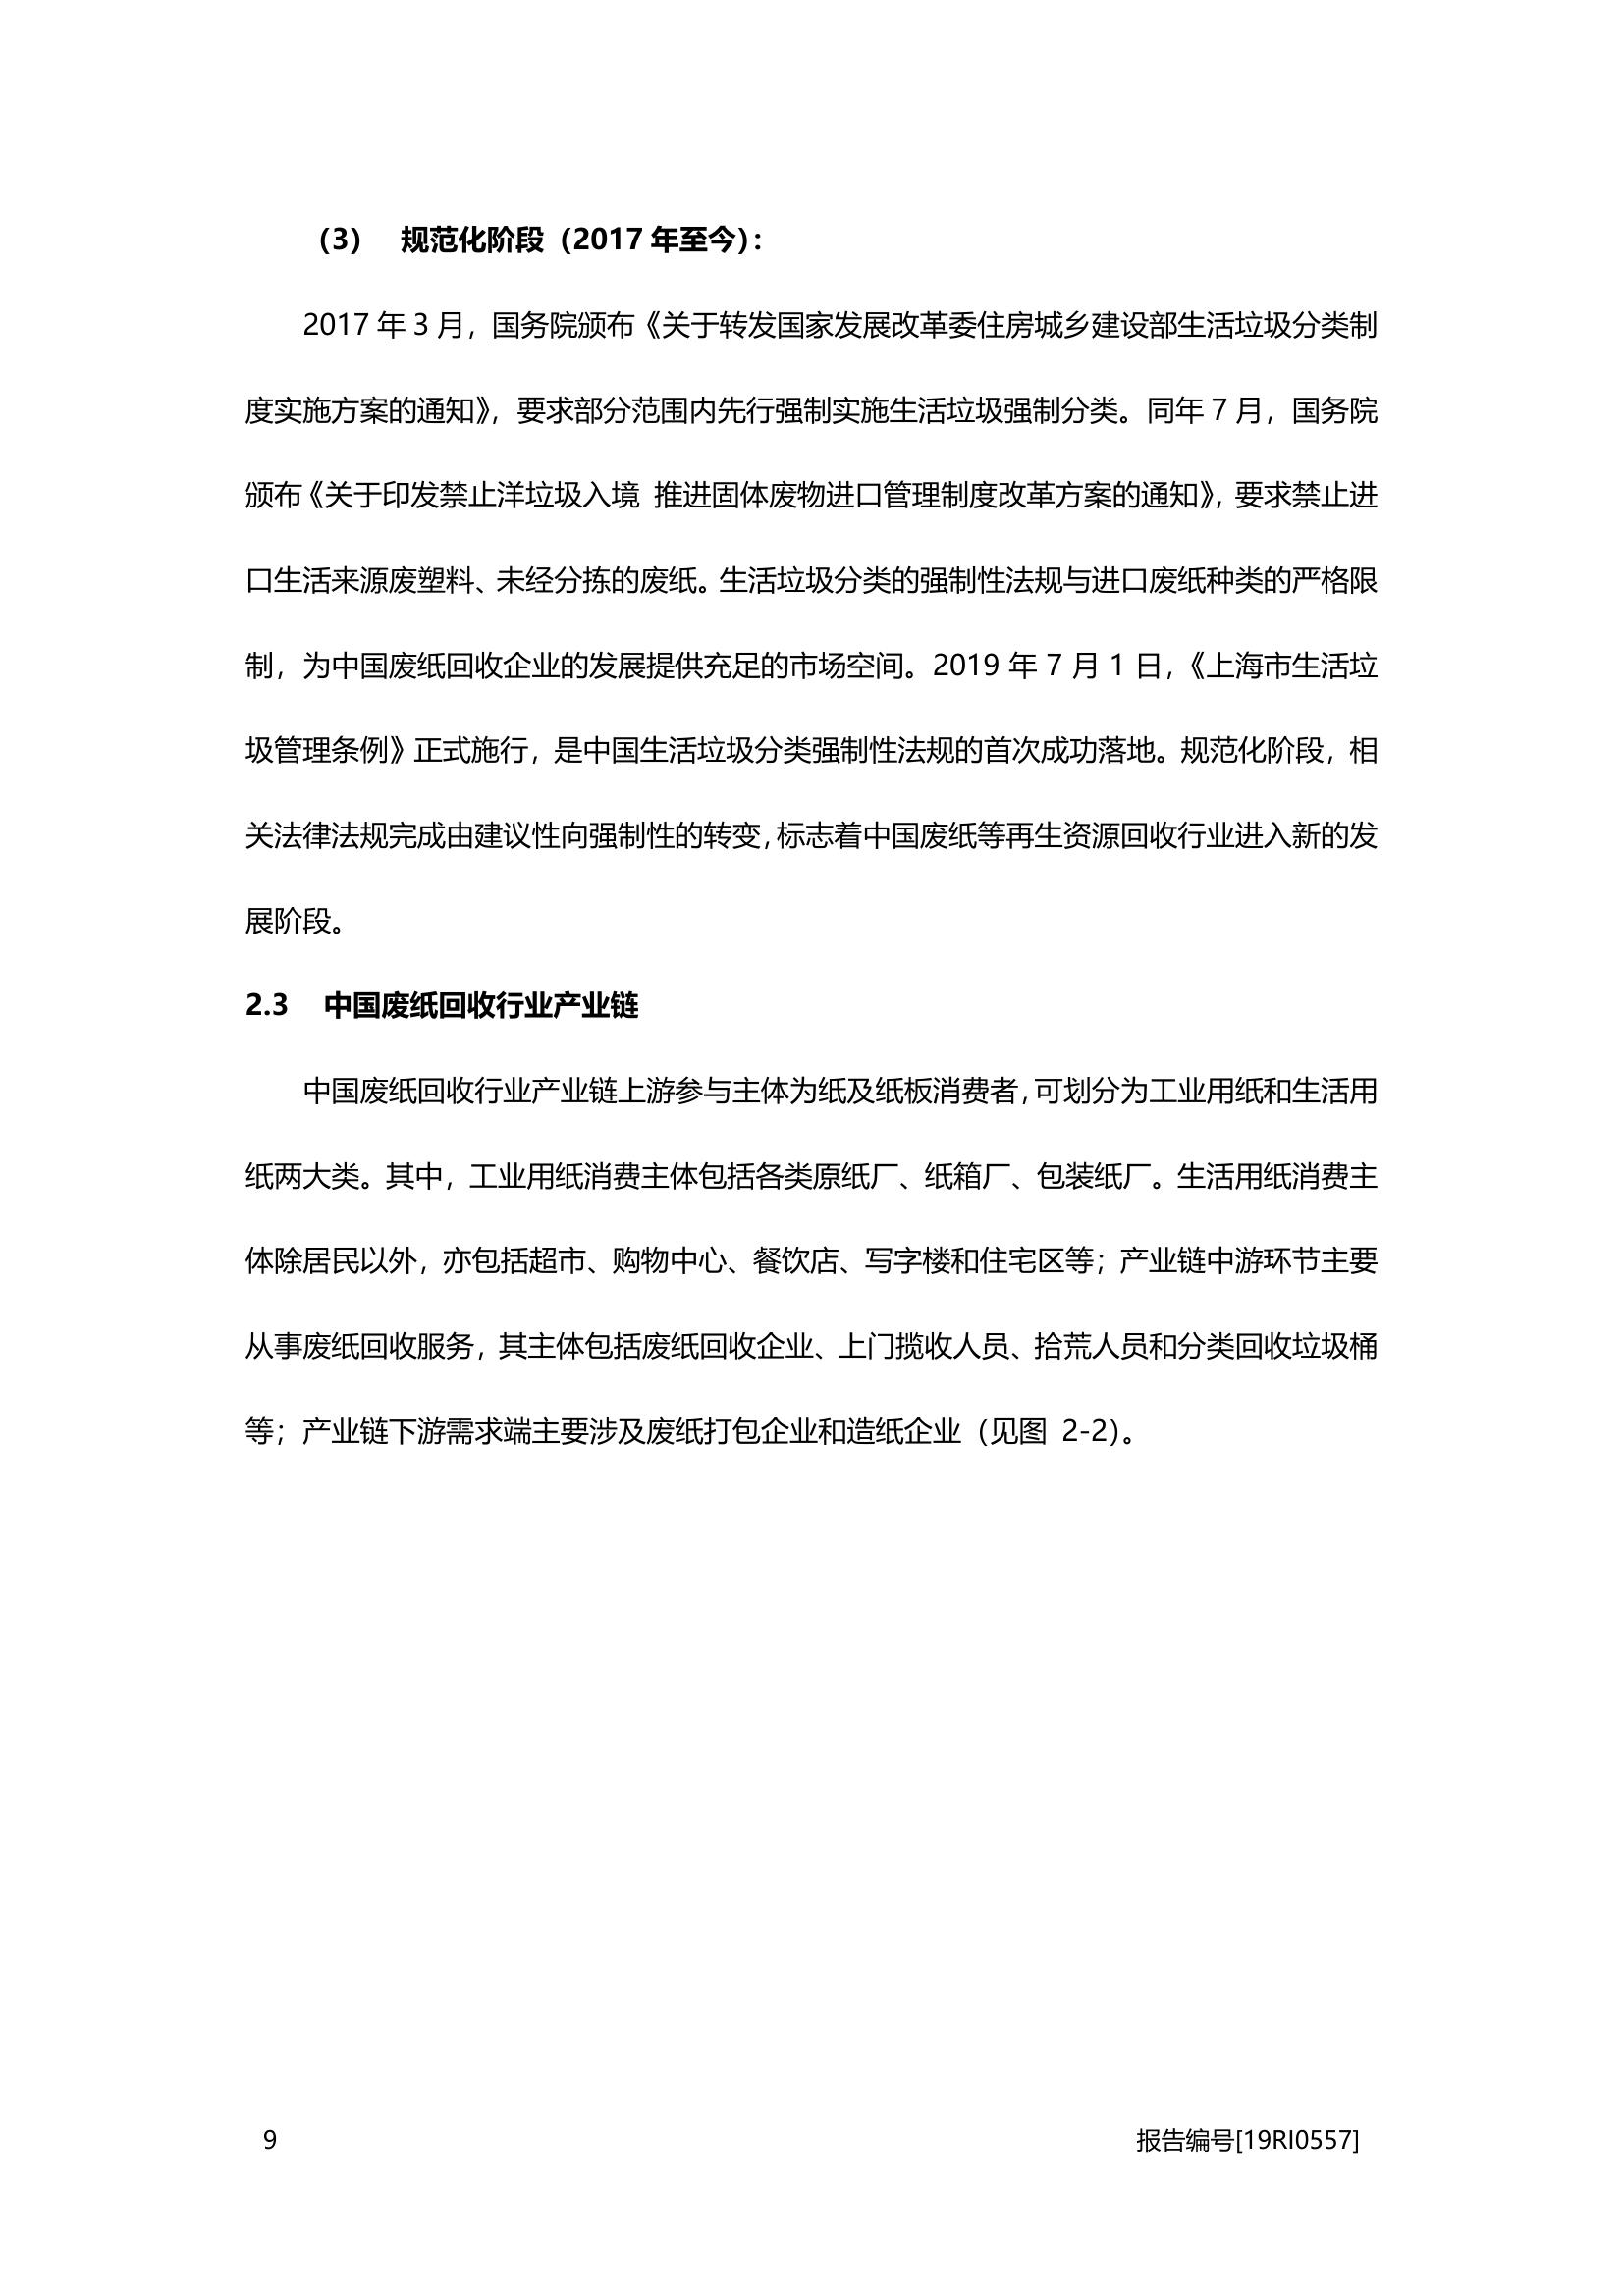 （3） 规范化阶段（2017 年至今）：
2017 年 3 月，国务院颁布《关于转发国家发展改革委住房城乡建设部生活垃圾分类制
度实施方案的通知》，要求部分范围内先行强制实施生活垃圾强制分类。同年 7 月，国务院
颁布《关于印发禁止洋垃圾入境 推进固体废物进口管理制度改革方案的通知》，要求禁止进
口生活来源废塑料、未经分拣的废纸。生活垃圾分类的强制性法规与进口废纸种类的严格限
制，为中国废纸回收企业的发展提供充足的市场空间。2019 年 7 月 1 日，《上海市生活垃
圾管理条例》正式施行，是中国生活垃圾分类强制性法规的首次成功落地。规范化阶段，相
关法律法规完成由建议性向强制性的转变，标志着中国废纸等再生资源回收行业进入新的发
展阶段。
2.3 中国废纸回收行业产业链
中国废纸回收行业产业链上游参与主体为纸及纸板消费者，可划分为工业用纸和生活用
纸两大类。其中，工业用纸消费主体包括各类原纸厂、纸箱厂、包装纸厂。生活用纸消费主
体除居民以外，亦包括超市、购物中心、餐饮店、写字楼和住宅区等；产业链中游环节主要
从事废纸回收服务，其主体包括废纸回收企业、上门揽收人员、拾荒人员和分类回收垃圾桶
等；产业链下游需求端主要涉及废纸打包企业和造纸企业（见图 2-2）。
9 报告编号[19RI0557]